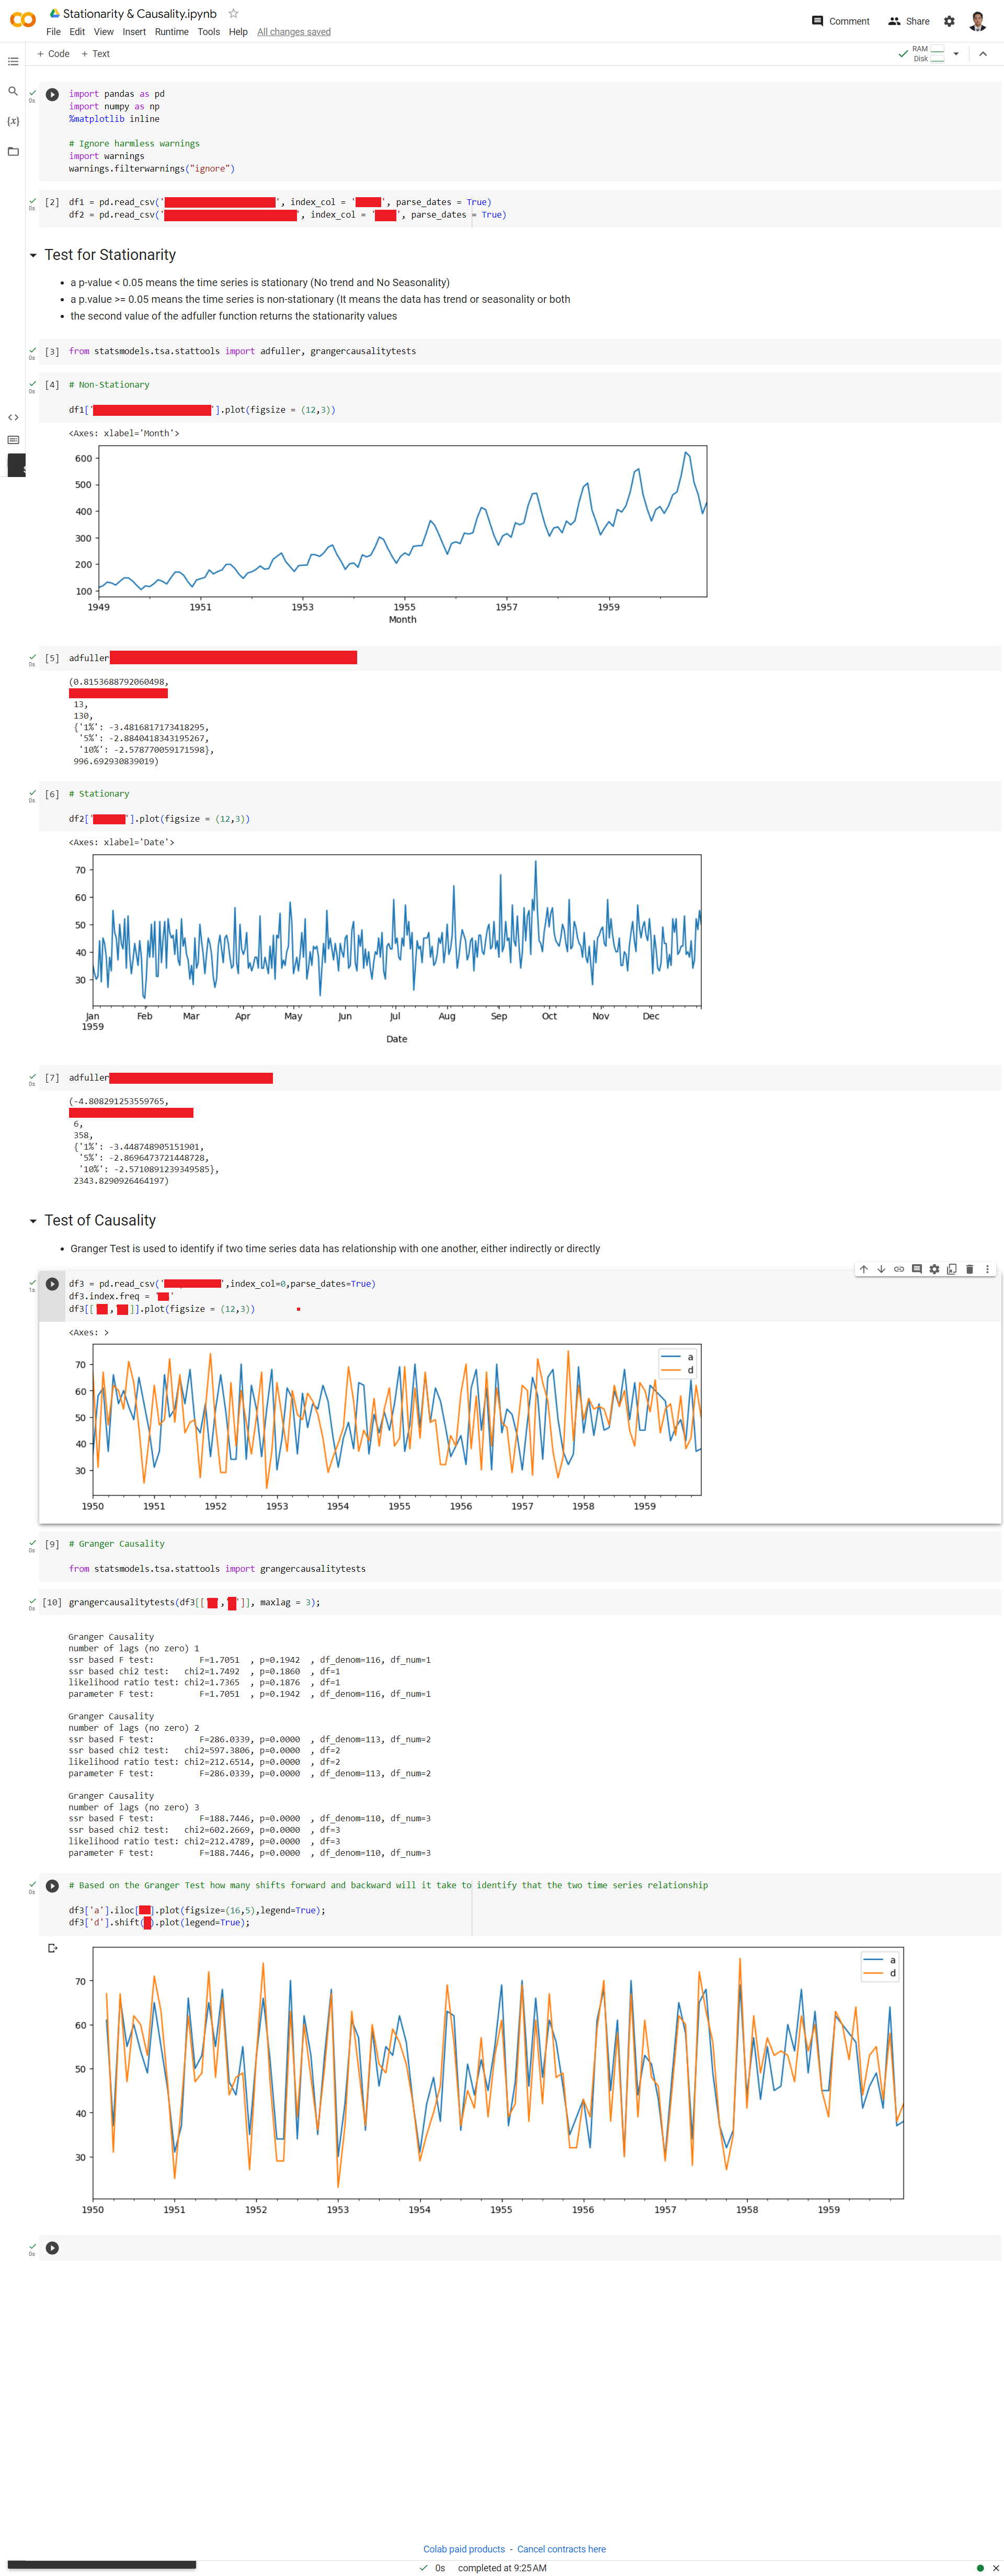 Stationarity & Causality.ipynb
File Edit View Insert Runtime Tools Help All changes saved
Comment Share
+ Code + Text
RAM
Disk
import pandas as pd
import numpy as np
%matplotlib inline
# Ignore harmless warnings
import warnings
warnings.filterwarnings("ignore")
[2] df1 = pd.read_csv('', index_col = '', parse_dates = True)
df2 = pd.read_csv('', index_col = '', parse_dates = True)
Test for Stationarity
• a p-value < 0.05 means the time series is stationary (No trend and No Seasonality)
• a p.value >= 0.05 means the time series is non-stationary (It means the data has trend or seasonality or both
• the second value of the adfuller function returns the stationarity values
[3] from statsmodels.tsa.stattools import adfuller, grangercausalitytests
[4] # Non-Stationary
df1[''].plot(figsize = (12,3))
<Axes: xlabel='Month'>
600
500
400
300
200
100
1949 1951 1953 1955 1957 1959
Month
[5] adfuller
(0.8153688792060498,
13,
130,
{'1%': -3.4816817173418295,
'5%': -2.8840418343195267,
'10%': -2.578770059171598},
996.692930839019)
[6] # Stationary
df2[''].plot(figsize = (12,3))
<Axes: xlabel='Date'>
70
60
50
40
30
Jan Feb Mar Apr May Jun Jul Aug Sep Oct Nov Dec
1959
Date
[7] adfuller
(-4.808291253559765,
6,
358,
{'1%': -3.448748905151901,
'5%': -2.8696473721448728,
'10%': -2.5710891239349585},
2343.8290926464197)
Test of Causality
• Granger Test is used to identify if two time series data has relationship with one another, either indirectly or directly
df3 = pd.read_csv('',index_col=0,parse_dates=True)
df3.index.freq = ''
df3[['','']].plot(figsize = (12,3))
<Axes: >
a
d
70
60
50
40
30
1950 1951 1952 1953 1954 1955 1956 1957 1958 1959
[9] # Granger Causality
from statsmodels.tsa.stattools import grangercausalitytests
[10] grangercausalitytests(df3[['','']], maxlag = 3);
Granger Causality
number of lags (no zero) 1
ssr based F test: F=1.7051 , p=0.1942 , df_denom=116, df_num=1
ssr based chi2 test: chi2=1.7492 , p=0.1860 , df=1
likelihood ratio test: chi2=1.7365 , p=0.1876 , df=1
parameter F test: F=1.7051 , p=0.1942 , df_denom=116, df_num=1
Granger Causality
number of lags (no zero) 2
ssr based F test: F=286.0339, p=0.0000 , df_denom=113, df_num=2
ssr based chi2 test: chi2=597.3806, p=0.0000 , df=2
likelihood ratio test: chi2=212.6514, p=0.0000 , df=2
parameter F test: F=286.0339, p=0.0000 , df_denom=113, df_num=2
Granger Causality
number of lags (no zero) 3
ssr based F test: F=188.7446, p=0.0000 , df_denom=110, df_num=3
ssr based chi2 test: chi2=602.2669, p=0.0000 , df=3
likelihood ratio test: chi2=212.4789, p=0.0000 , df=3
parameter F test: F=188.7446, p=0.0000 , df_denom=110, df_num=3
# Based on the Granger Test how many shifts forward and backward will it take to identify that the two time series relationship
df3['a'].iloc[].plot(figsize=(16,5),legend=True);
df3['d'].shift().plot(legend=True);
a
d
70
60
50
40
30
1950 1951 1952 1953 1954 1955 1956 1957 1958 1959
Colab paid products - Cancel contracts here
0s completed at 9:25 AM